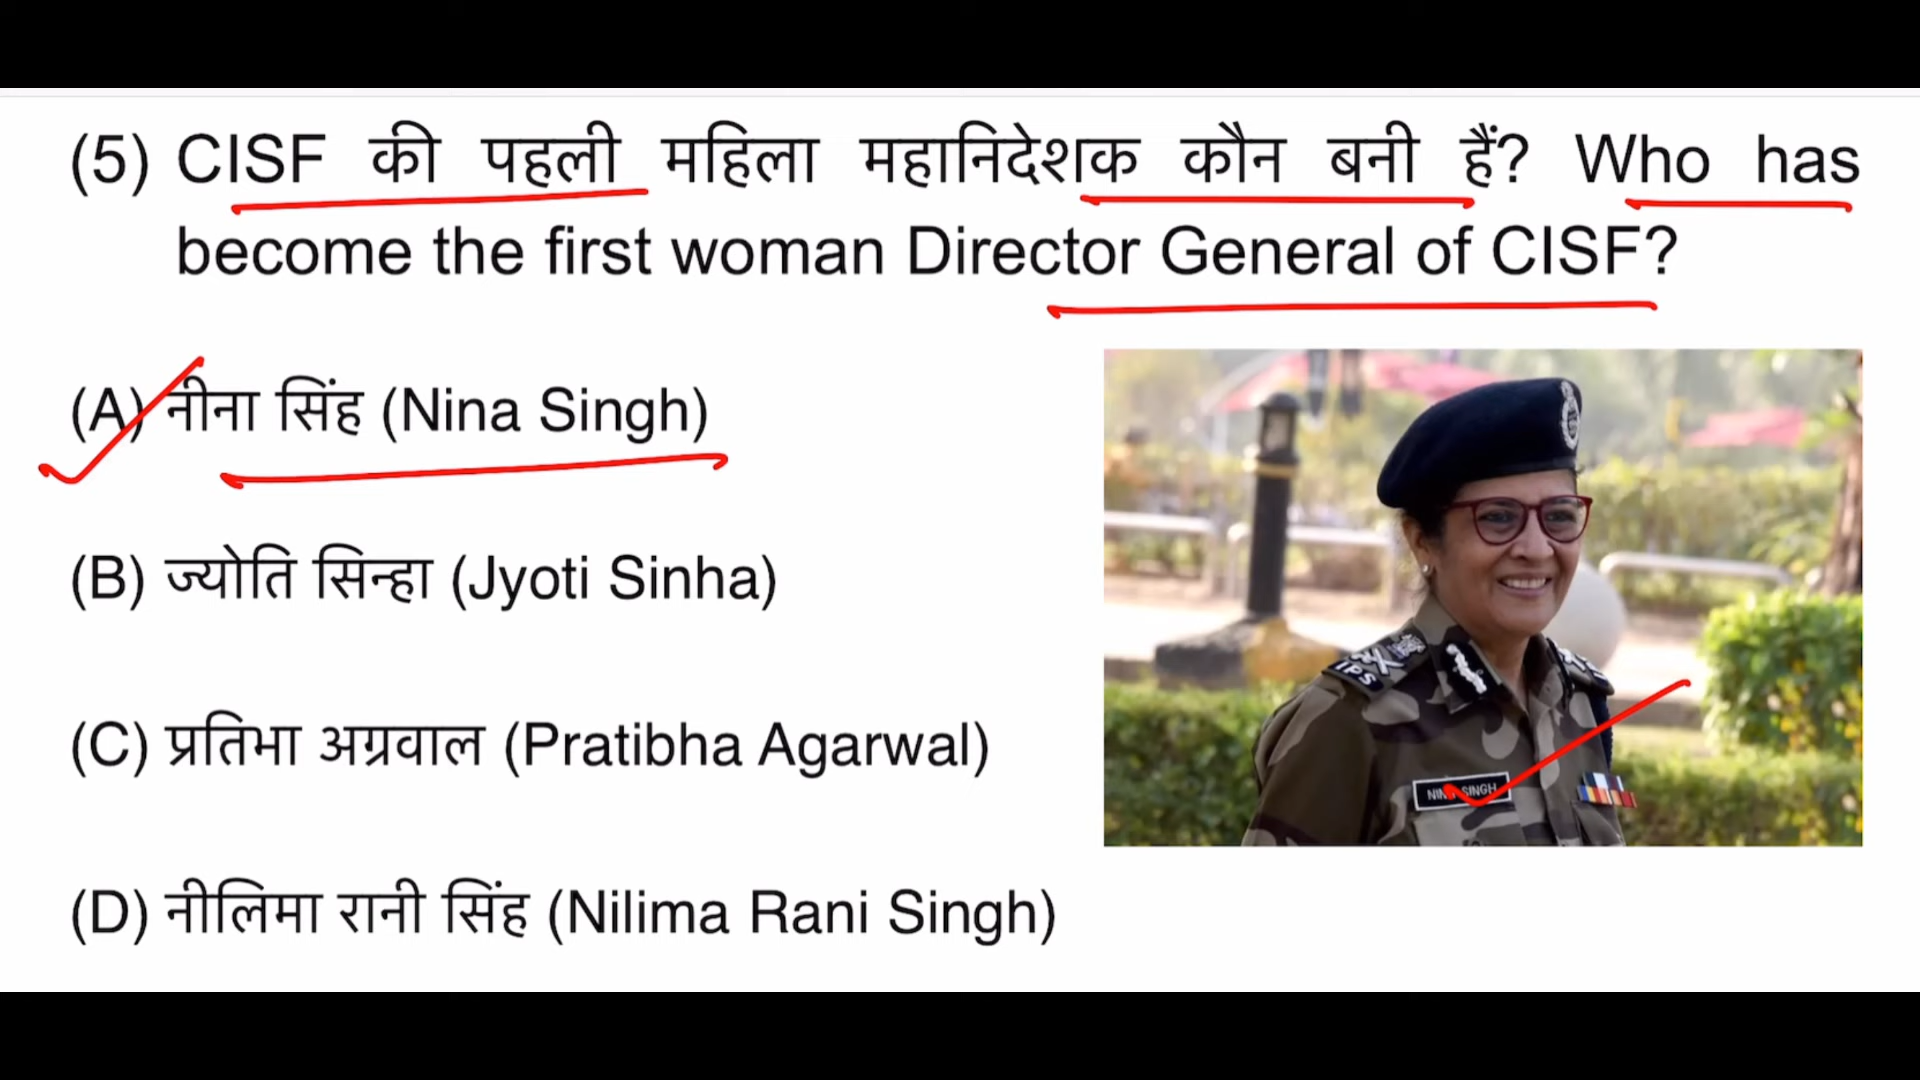 (5) CISF की पहली महिला महानिदेशक कौन बनी हैं? Who has
become the first woman Director General of CISF?
(A) नीना सिंह (Nina Singh)
(B) ज्योति सिन्हा (Jyoti Sinha)
(C) प्रतिभा अग्रवाल (Pratibha Agarwal)
(D) नीलिमा रानी सिंह (Nilima Rani Singh)
IPS
NINA SINGH